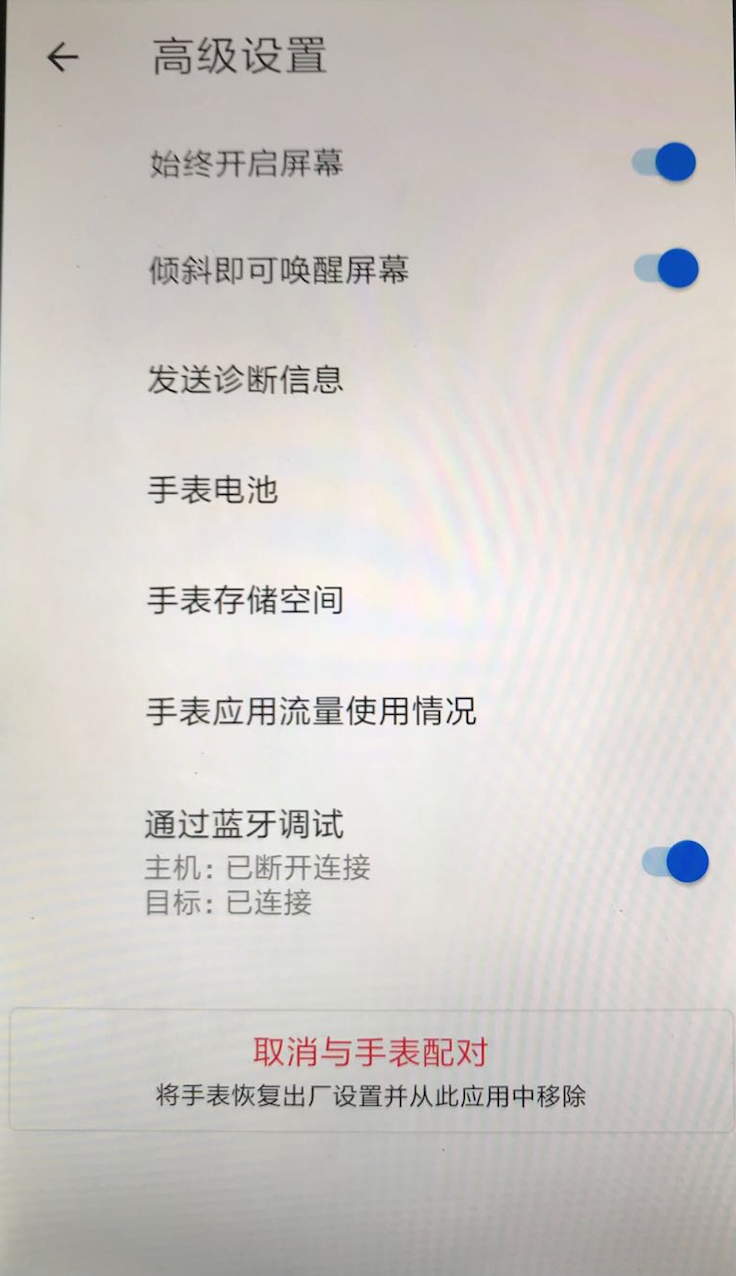 高级设置
始终开启屏幕
倾斜即可唤醒屏幕
发送诊断信息
手表电池
手表存储空间
手表应用流量使用情况
通过蓝牙调试
主机：已断开连接
目标：已连接
取消与手表配对
将手表恢复出厂设置并从此应用中移除